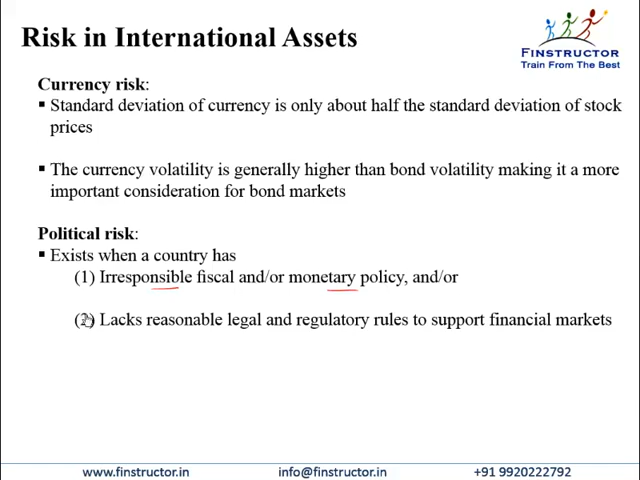 Risk in International Assets
FINSTRUCTOR
Train From The Best
Currency risk:
▪ Standard deviation of currency is only about half the standard deviation of stock
prices
▪ The currency volatility is generally higher than bond volatility making it a more
important consideration for bond markets
Political risk:
▪ Exists when a country has
(1) Irresponsible fiscal and/or monetary policy, and/or
(2) Lacks reasonable legal and regulatory rules to support financial markets
www.finstructor.in info@finstructor.in +91 9920222792